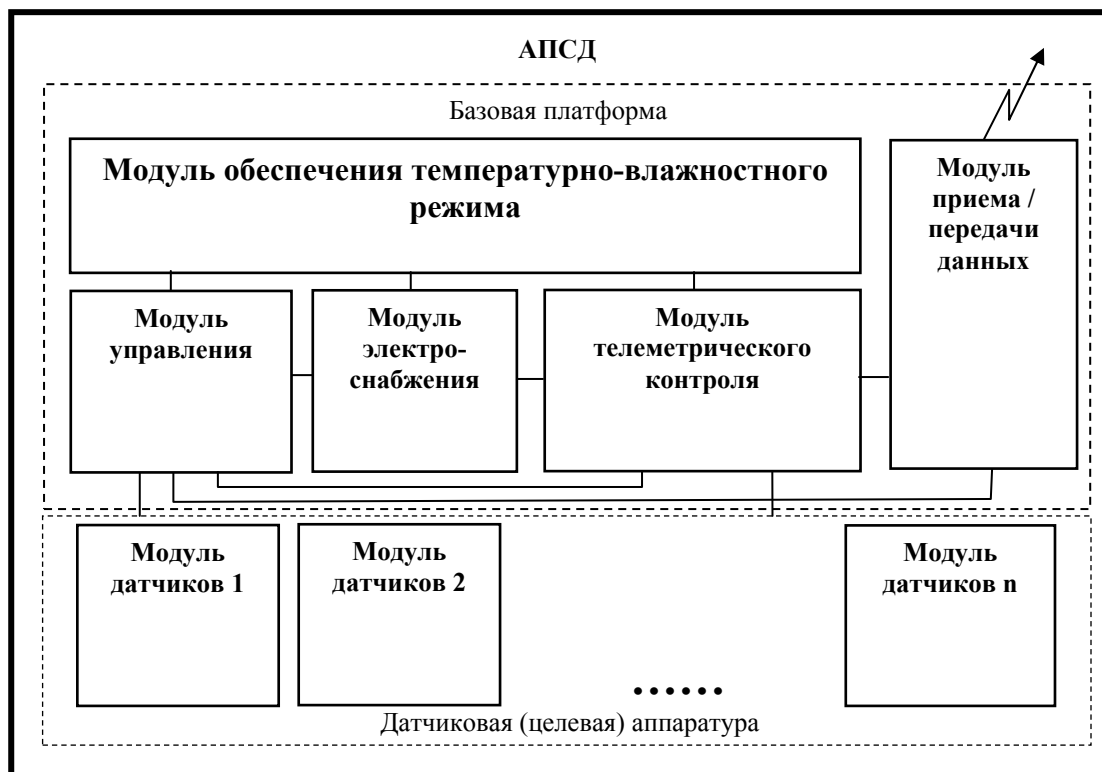 АПСД
Базовая платформа
Модуль обеспечения температурно-влажностного
режима
Модуль
приема /
передачи
данных
Модуль
управления
Модуль
электро-
снабжения
Модуль
телеметрического
контроля
Модуль
датчиков 1
Модуль
датчиков 2
......
Модуль
датчиков n
Датчиковая (целевая) аппаратура